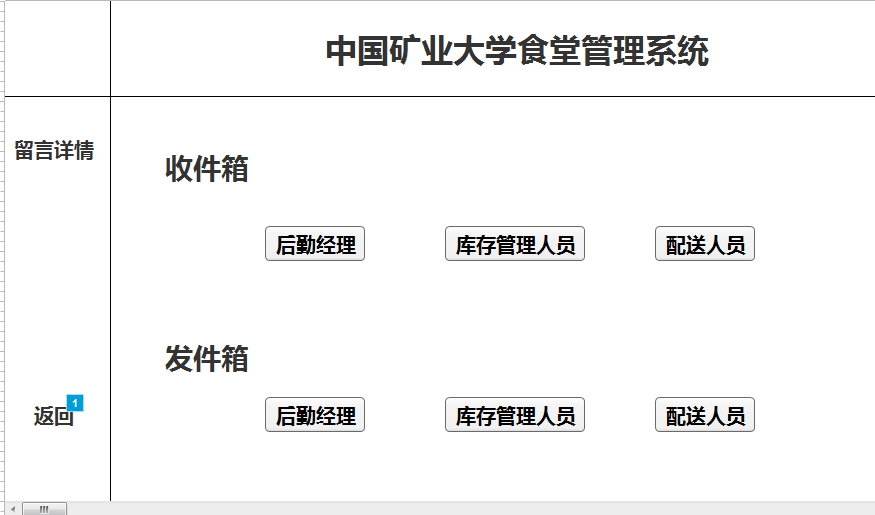 中国矿业大学食堂管理系统
留言详情
收件箱
后勤经理 库存管理人员 配送人员
发件箱
返回 1
后勤经理 库存管理人员 配送人员